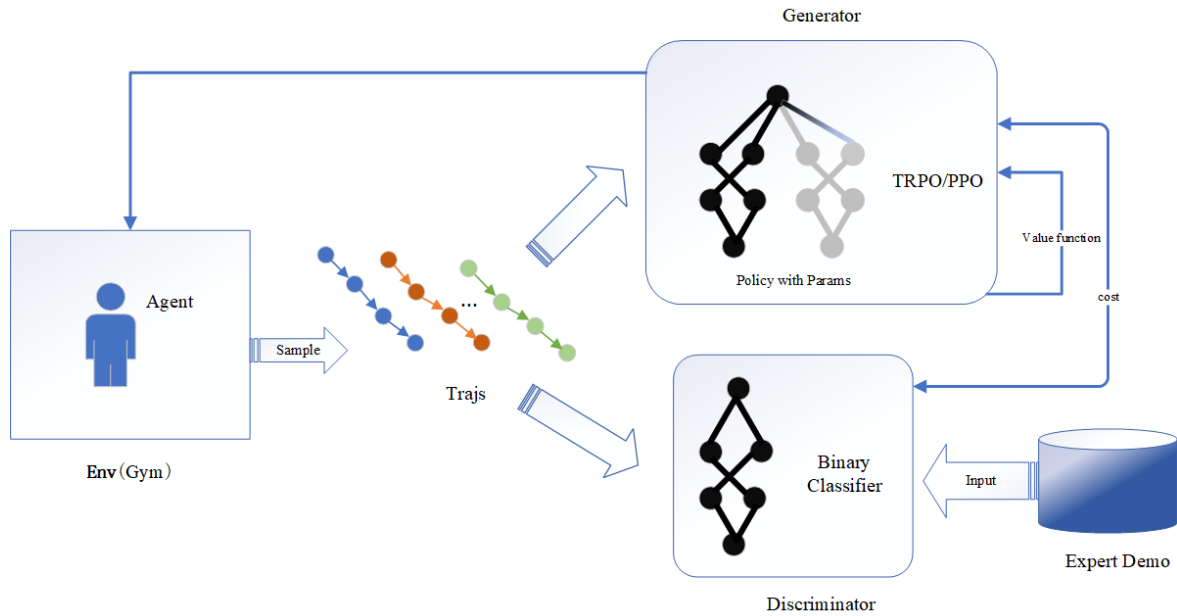 Generator
TRPO/PPO
Policy with Params
Value function
cost
Agent
Sample
...
Trajs
Env(Gym)
Binary
Classifier
Input
Expert Demo
Discriminator